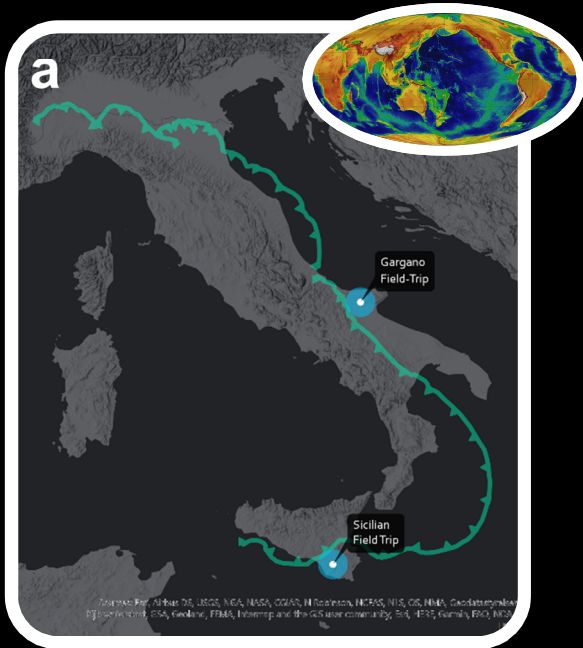 a
Gargano
Field-Trip
Sicilian
Field Trip
Sources: Esri, Airbus DS, USGS, NGA, NASA, CGIAR, N Robinson, NCEAS, NLS, OS, NMA, Geodatastyrelsen
GSA, Geoland, FEMA, Intermap and the GIS user community, Esri, HERE, Garmin, FAO, NOAA